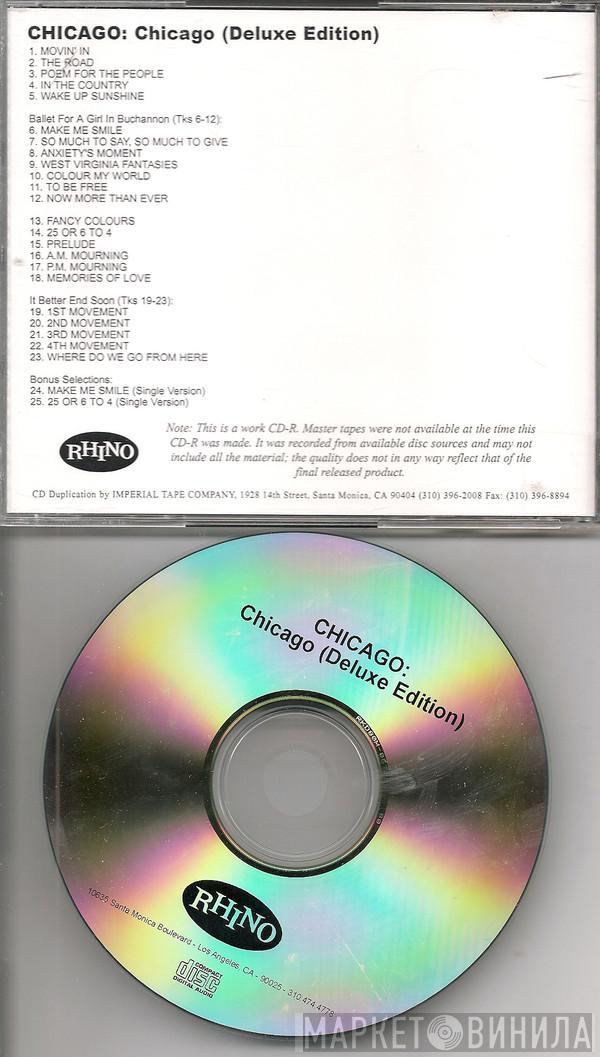 CHICAGO: Chicago (Deluxe Edition)
1. MOVIN' IN
2. THE ROAD
3. POEM FOR THE PEOPLE
4. IN THE COUNTRY
5. WAKE UP SUNSHINE
Ballet For A Girl In Buchannon (Tks 6-12):
6. MAKE ME SMILE
7. SO MUCH TO SAY, SO MUCH TO GIVE
8. ANXIETY'S MOMENT
9. WEST VIRGINIA FANTASIES
10. COLOUR MY WORLD
11. TO BE FREE
12. NOW MORE THAN EVER
13. FANCY COLOURS
14. 25 OR 6 TO 4
15. PRELUDE
16. A.M. MOURNING
17. P.M. MOURNING
18. MEMORIES OF LOVE
It Better End Soon (Tks 19-23):
19. 1ST MOVEMENT
20. 2ND MOVEMENT
21. 3RD MOVEMENT
22. 4TH MOVEMENT
23. WHERE DO WE GO FROM HERE
Bonus Selections:
24. MAKE ME SMILE (Single Version)
25. 25 OR 6 TO 4 (Single Version)
RHINO
Note: This is a work CD-R. Master tapes were not available at the time this
CD-R was made. It was recorded from available disc sources and may not
include all the material; the quality does not in any way reflect that of the
final released product.
CD Duplication by IMPERIAL TAPE COMPANY, 1928 14th Street, Santa Monica, CA 90404 (310) 396-2008 Fax: (310) 396-8894
CHICAGO:
Chicago (Deluxe Edition)
RHINO
10635 Santa Monica Boulevard - Los Angeles, CA - 90025 - 310 474 4778
COMPACT
disc
DIGITAL AUDIO
МАРКЕТ ВИНИЛА